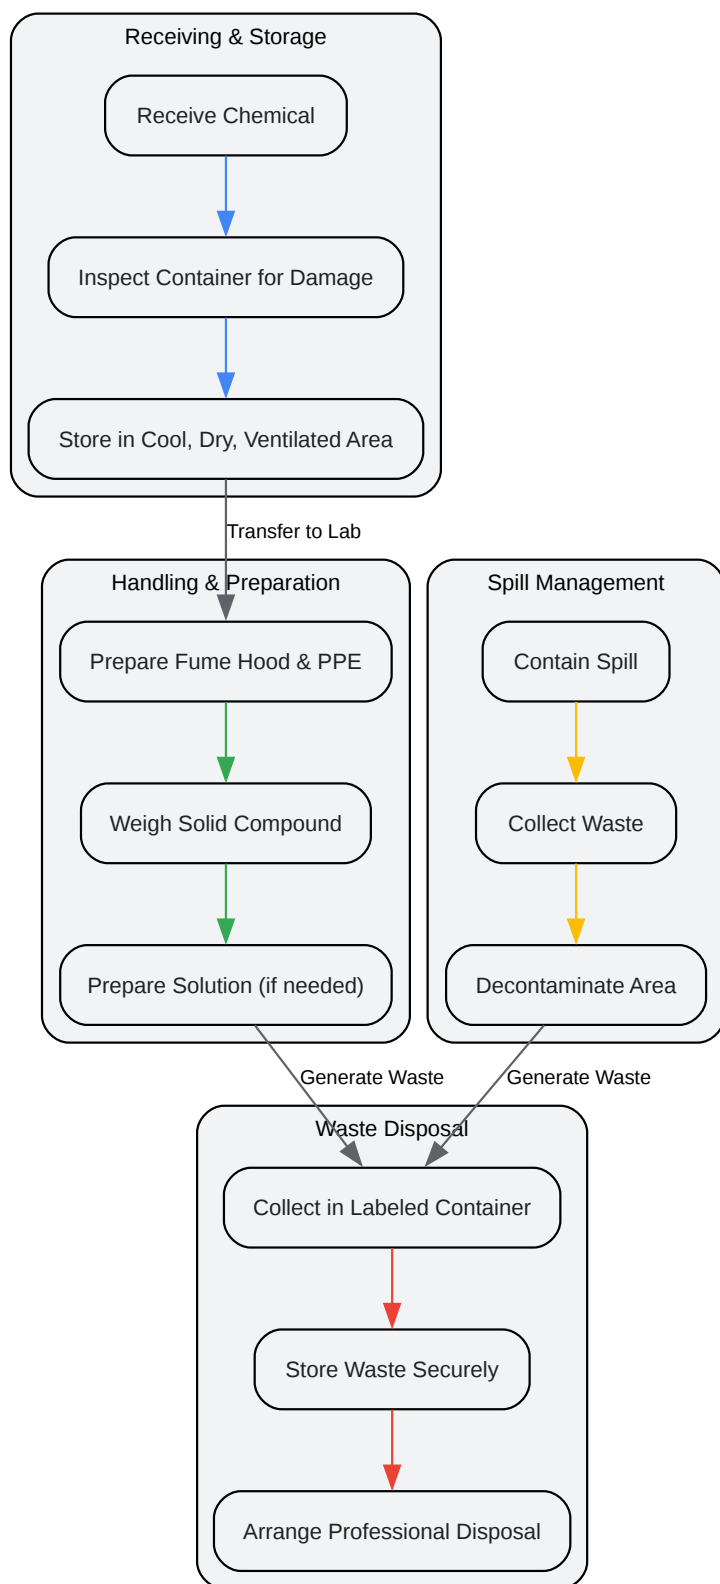 Receiving & Storage
Receive Chemical
Inspect Container for Damage
Store in Cool, Dry, Ventilated Area
Transfer to Lab
Handling & Preparation
Prepare Fume Hood & PPE
Weigh Solid Compound
Prepare Solution (if needed)
Spill Management
Contain Spill
Collect Waste
Decontaminate Area
Generate Waste
Generate Waste
Waste Disposal
Collect in Labeled Container
Store Waste Securely
Arrange Professional Disposal